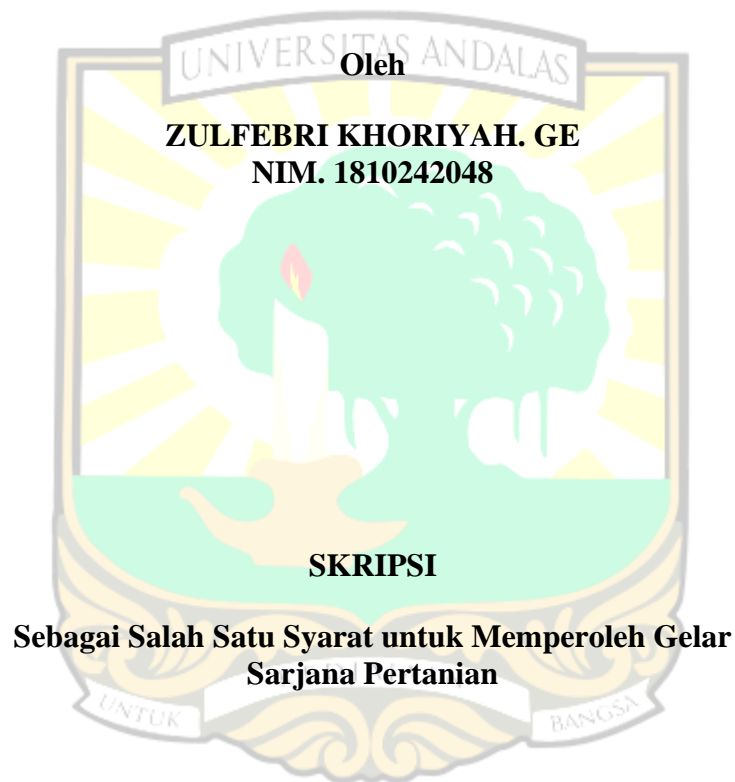 UNIVERSITAS ANDALAS
Oleh
ZULFEBRI KHORIYAH. GE
NIM. 1810242048
SKRIPSI
Sebagai Salah Satu Syarat untuk Memperoleh Gelar
Sarjana Pertanian
UNTUK
BANGSA